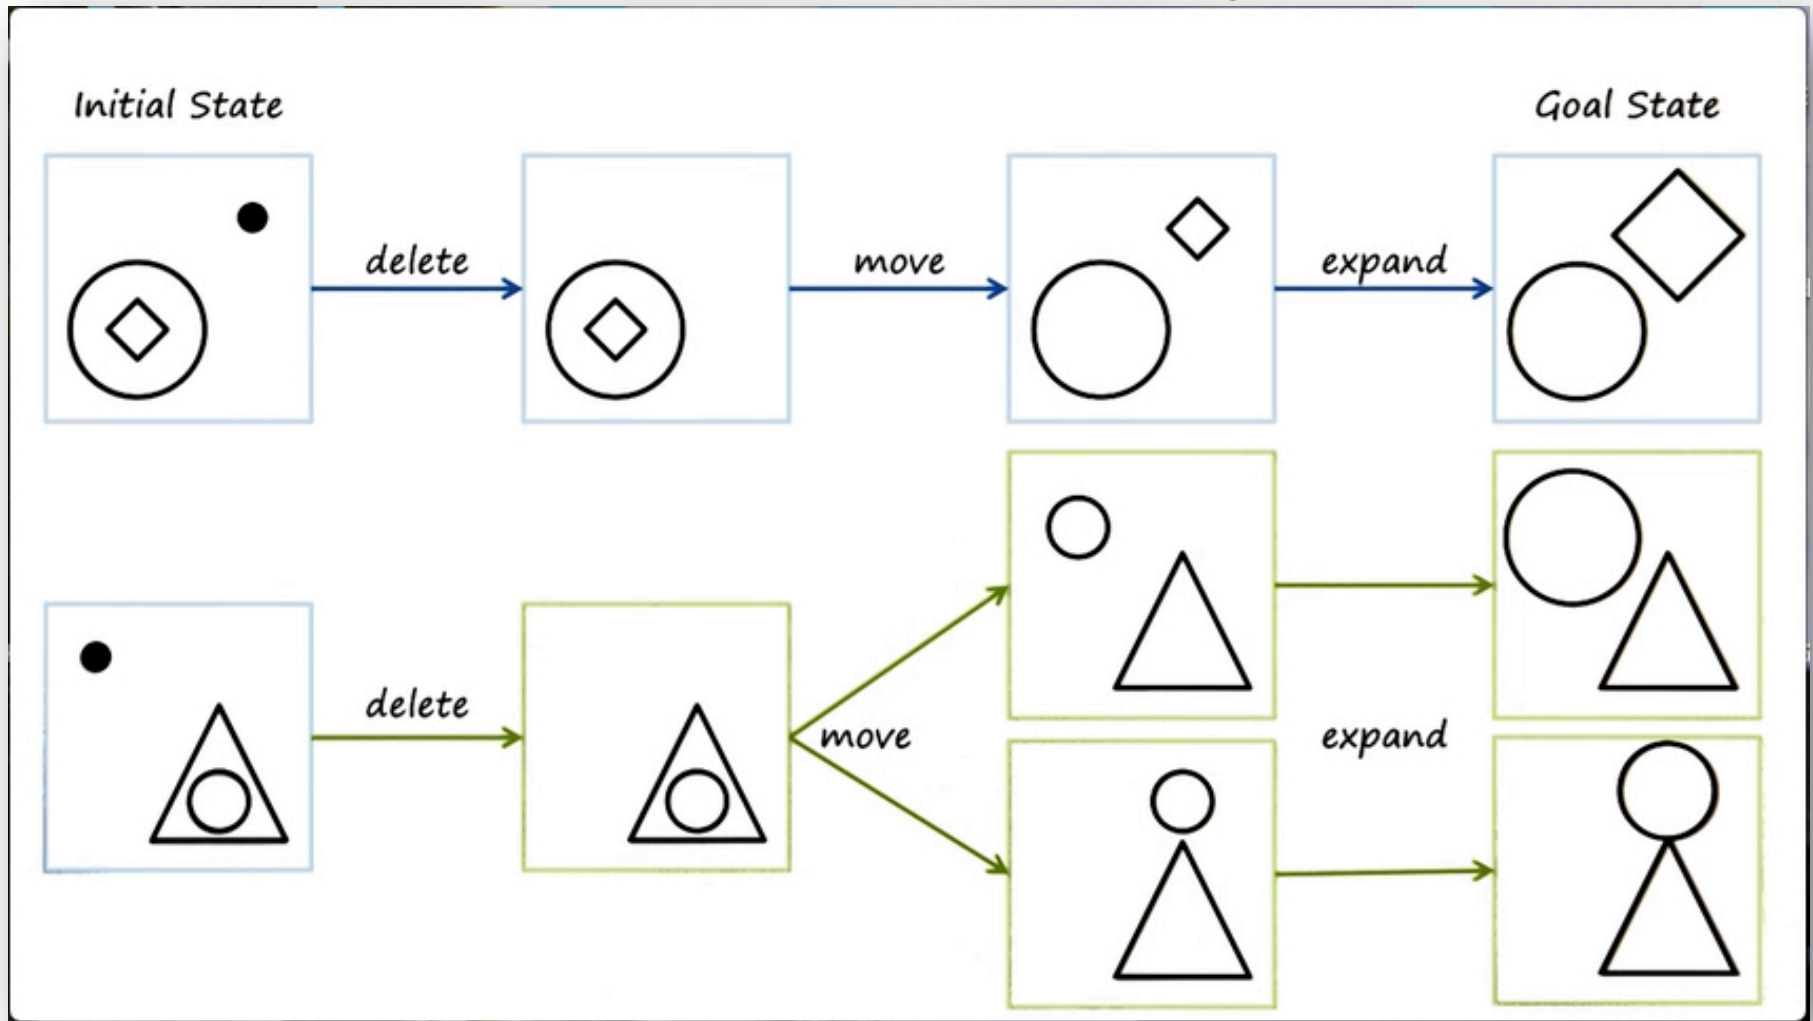 Initial State
Goal State
delete
move
expand
delete
move
expand